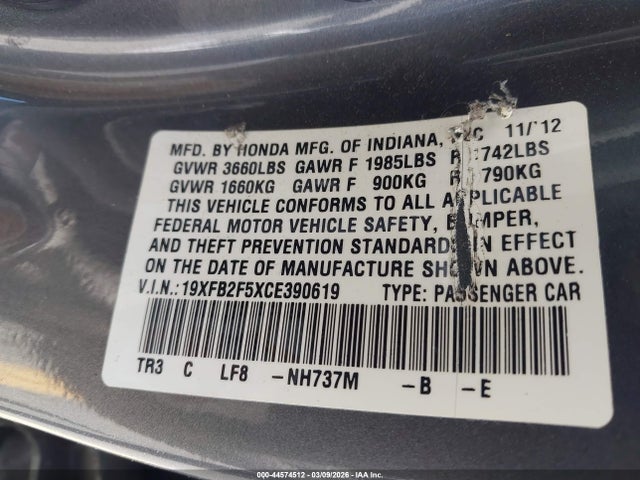 MFD. BY HONDA MFG. OF INDIANA, 11/12
GVWR 3660LBS GAWR F 1985LBS R 1742LBS
GVWR 1660KG GAWR F 900KG R 790KG
THIS VEHICLE CONFORMS TO ALL APPLICABLE
FEDERAL MOTOR VEHICLE SAFETY, BUMPER,
AND THEFT PREVENTION STANDARDS IN EFFECT
ON THE DATE OF MANUFACTURE SHOWN ABOVE.
V.I.N.:19XFB2F5XCE390619 TYPE: PASSENGER CAR
TR3 C LF8 -NH737M -B -E
000-44574512 - 03/09/2026 - IAA Inc.